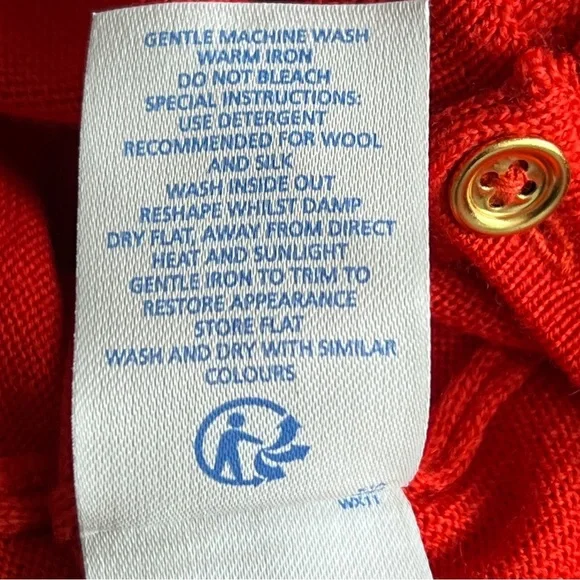 GENTLE MACHINE WASH
WARM IRON
DO NOT BLEACH
SPECIAL INSTRUCTIONS:
USE DETERGENT
RECOMMENDED FOR WOOL
AND SILK
WASH INSIDE OUT
RESHAPE WHILST DAMP
DRY FLAT, AWAY FROM DIRECT
HEAT AND SUNLIGHT
GENTLE IRON TO TRIM TO
RESTORE APPEARANCE
STORE FLAT
WASH AND DRY WITH SIMILAR
COLOURS
WX11